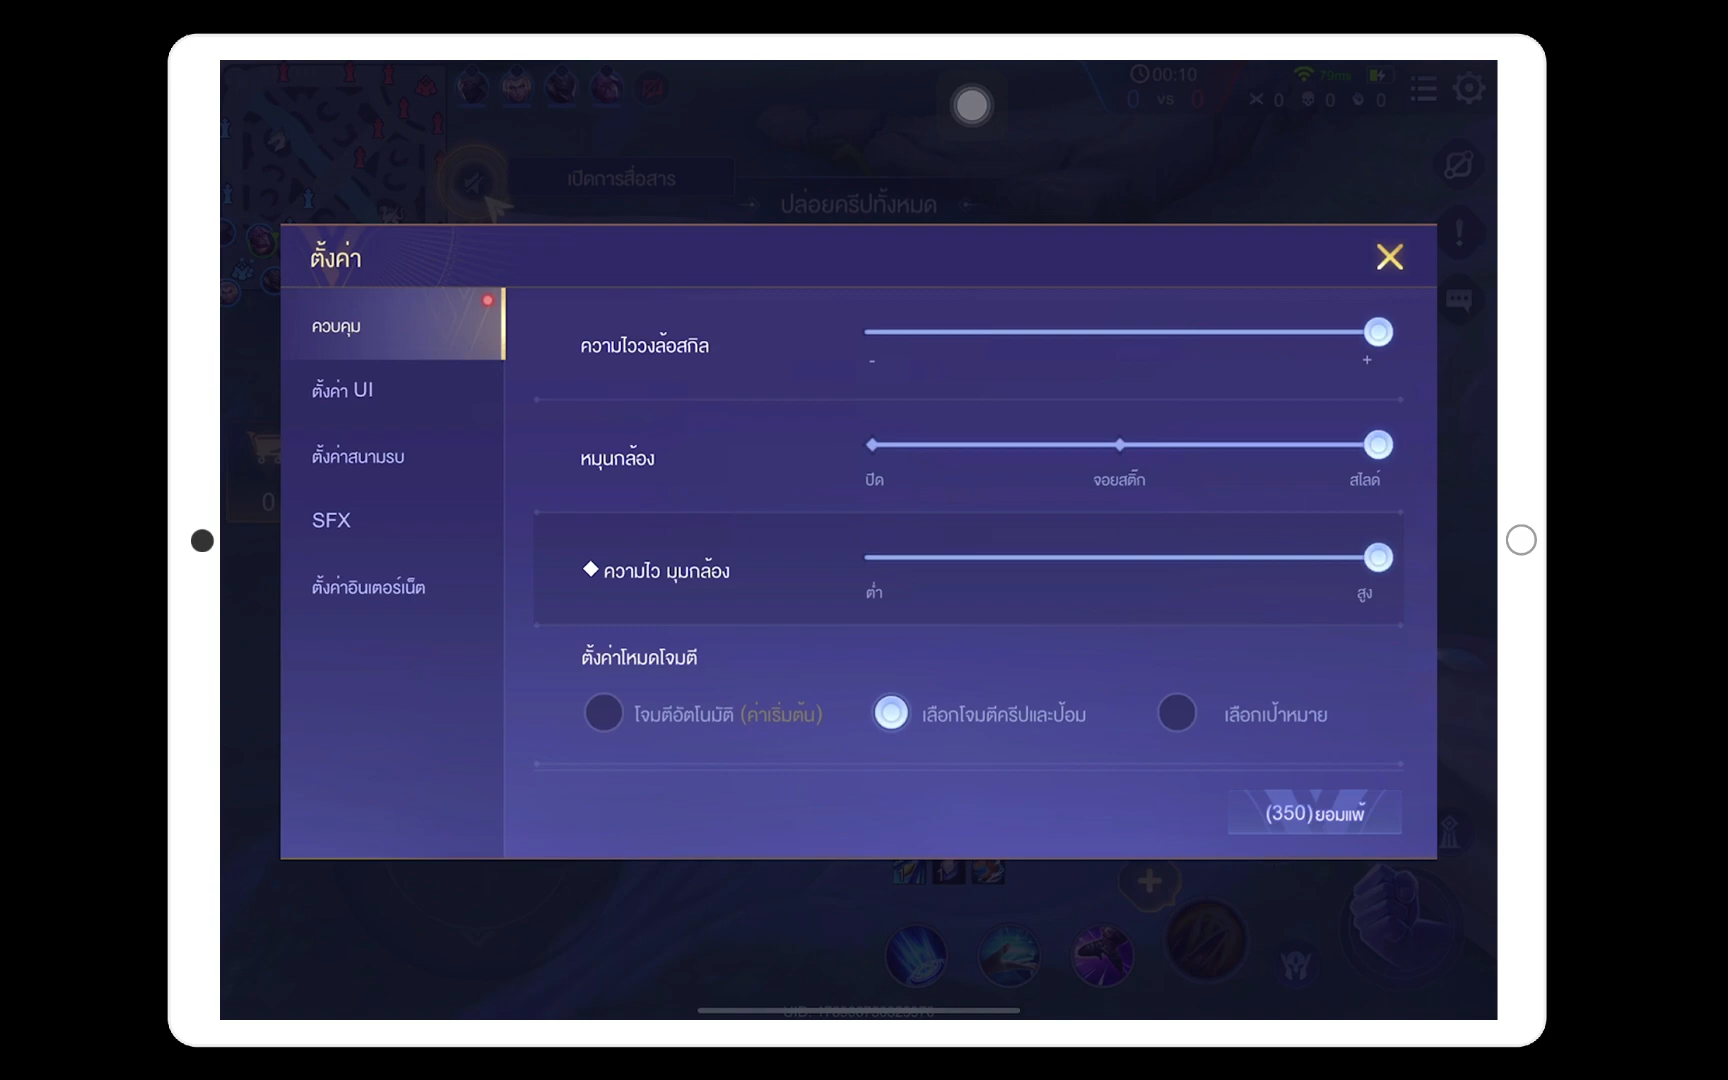 00:10
79ms
0 vs 0
0 0 0
เปิดการสื่อสาร
ปล่อยครีปทั้งหมด
ตั้งค่า
ควบคุม
ตั้งค่า UI
ตั้งค่าสนามรบ
SFX
ตั้งค่าอินเตอร์เน็ต
0
ความไววงล้อสกิล
- +
หมุนกล้อง
ปิด จอยสติ๊ก สไลด์
ความไว มุมกล้อง
ต่ำ สูง
ตั้งค่าโหมดโจมตี
โจมตีอัตโนมัติ (ค่าเริ่มต้น) เลือกโจมตีครีปและป้อม เลือกเป้าหมาย
(350)ยอมแพ้